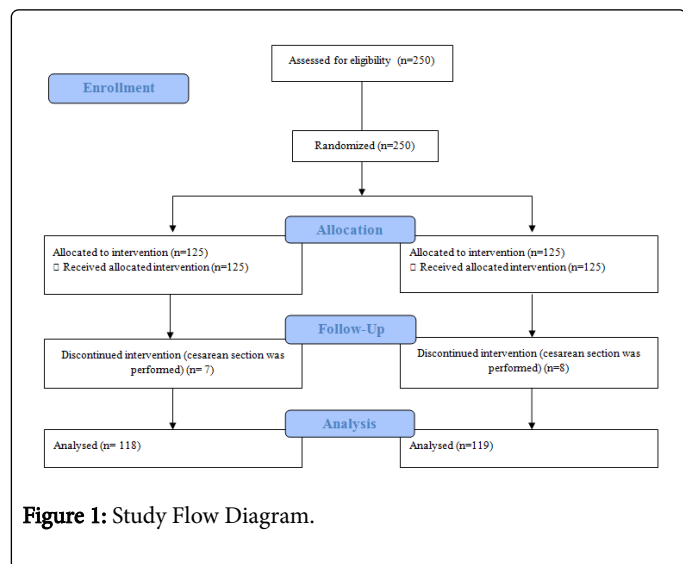 Assessed for eligibility (n=250)
Enrollment
Randomized (n=250)
Allocation
Allocated to intervention (n=125)
▯ Received allocated intervention (n=125)
Allocated to intervention (n=125)
▯ Received allocated intervention (n=125)
Follow-Up
Discontinued intervention (cesarean section was
performed) (n= 7)
Discontinued intervention (cesarean section was
performed) (n=8)
Analysis
Analysed (n= 118)
Analysed (n=119)
Figure 1: Study Flow Diagram.